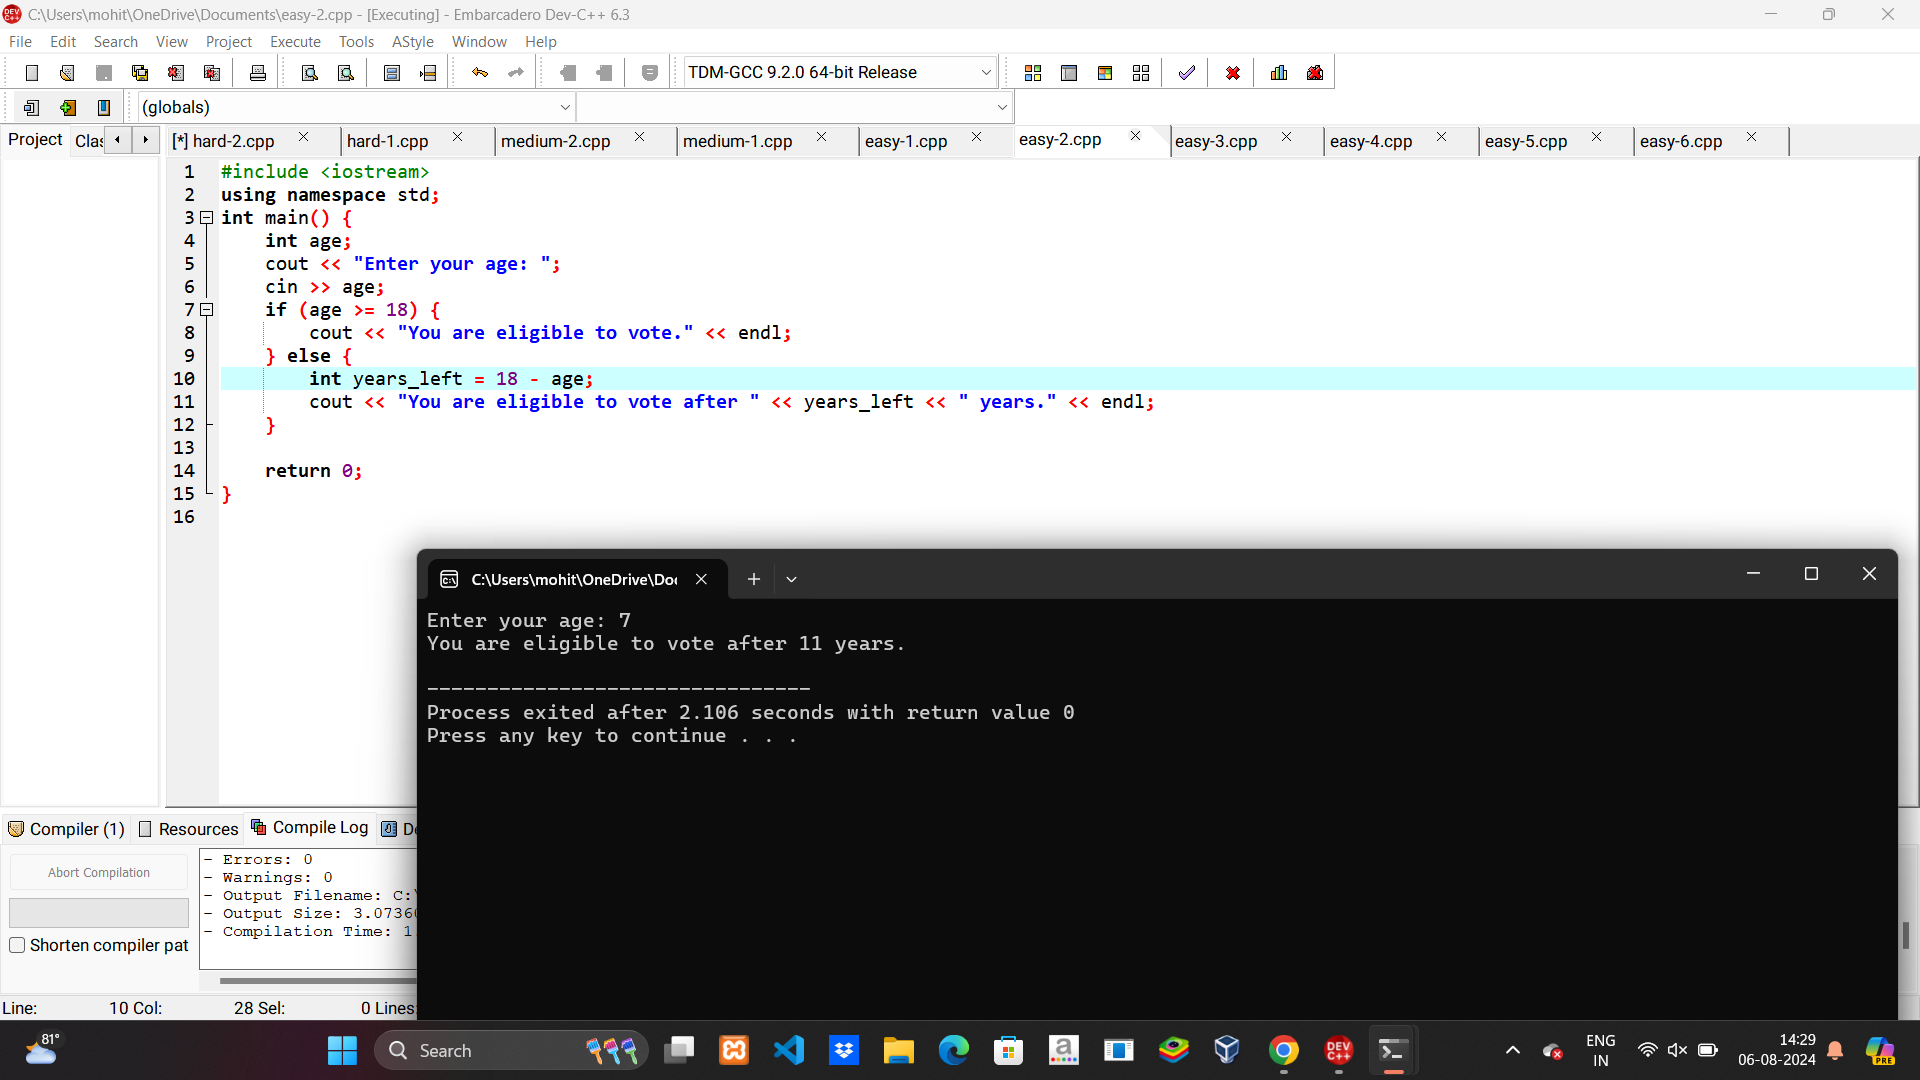 C:\Users\mohit\OneDrive\Documents\easy-2.cpp - [Executing] - Embarcadero Dev-C++ 6.3
File Edit Search View Project Execute Tools AStyle Window Help
TDM-GCC 9.2.0 64-bit Release
(globals)
Project Clas [*] hard-2.cpp hard-1.cpp medium-2.cpp medium-1.cpp easy-1.cpp easy-2.cpp easy-3.cpp easy-4.cpp easy-5.cpp easy-6.cpp
1 #include <iostream>
2 using namespace std;
3 int main() {
4 int age;
5 cout << "Enter your age: ";
6 cin >> age;
7 if (age >= 18) {
8 cout << "You are eligible to vote." << endl;
9 } else {
10 int years_left = 18 - age;
11 cout << "You are eligible to vote after " << years_left << " years." << endl;
12 }
13
14 return 0;
15 }
16
C:\Users\mohit\OneDrive\Do
Enter your age: 7
You are eligible to vote after 11 years.
--------------------------------
Process exited after 2.106 seconds with return value 0
Press any key to continue . . .
Compiler (1) Resources Compile Log
Abort Compilation
Shorten compiler pat
- Errors: 0
- Warnings: 0
- Output Filename: C:
- Output Size: 3.0736
- Compilation Time: 1.
Line: 10 Col: 28 Sel: 0 Lines:
81°
Search
DEV C++
ENG
IN
14:29
06-08-2024
PRE